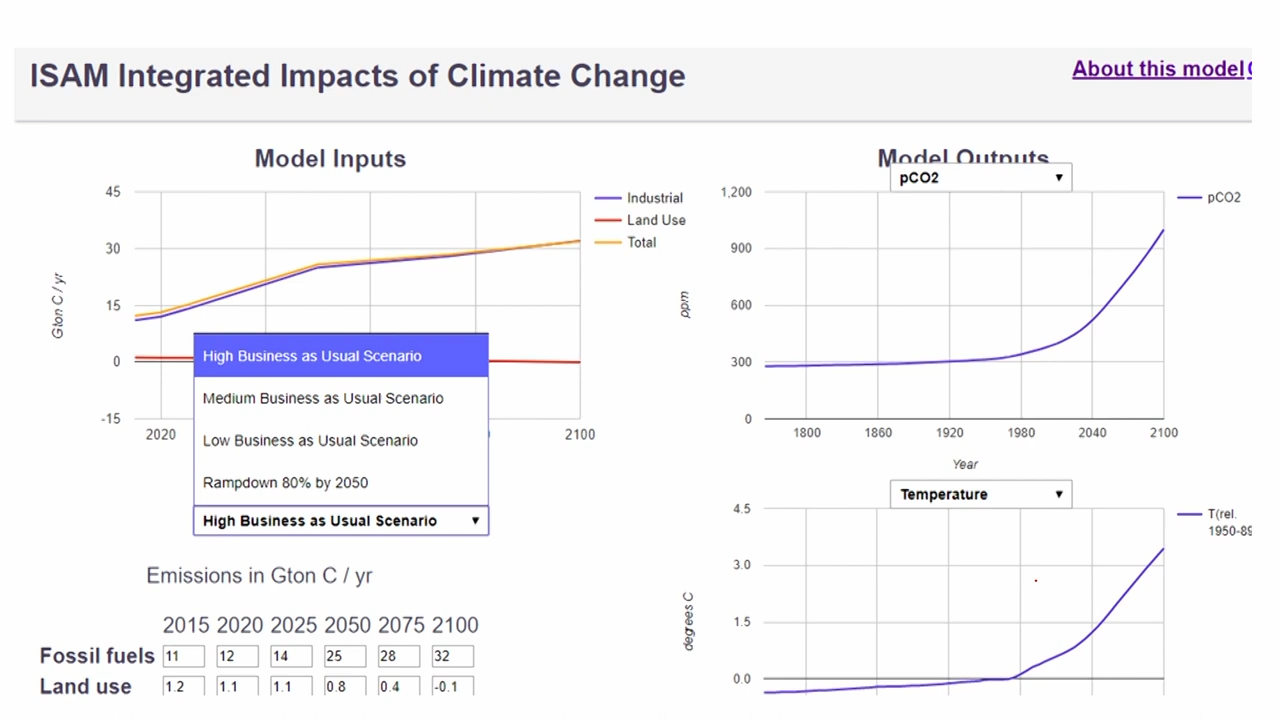 ISAM Integrated Impacts of Climate Change
About this model
Model Inputs
45
30
15
0
-15
Gton C / yr
2020
2100
Industrial
Land Use
Total
High Business as Usual Scenario
Medium Business as Usual Scenario
Low Business as Usual Scenario
Rampdown 80% by 2050
High Business as Usual Scenario ▼
Emissions in Gton C / yr
2015 2020 2025 2050 2075 2100
Fossil fuels 11 12 14 25 28 32
Land use 1.2 1.1 1.1 0.8 0.4 -0.1
Model Outputs
pCO2 ▼
1,200
900
600
300
0
ppm
1800 1860 1920 1980 2040 2100
Year
pCO2
Temperature ▼
4.5
3.0
1.5
0.0
degrees C
T(rel.
1950-89